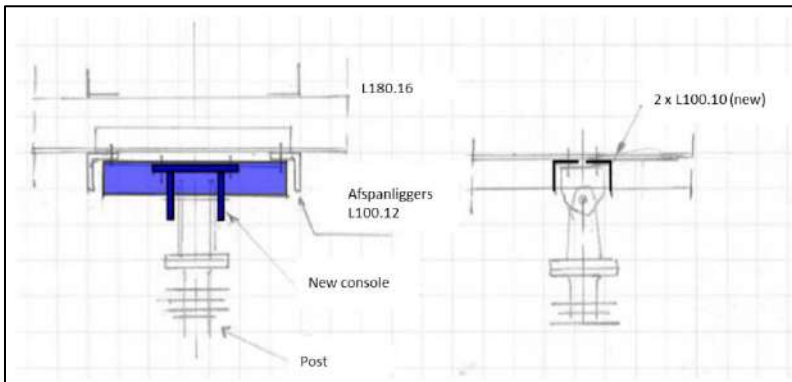 L180.16
2 x L100.10 (new)
Afspanliggers
L100.12
New console
Post